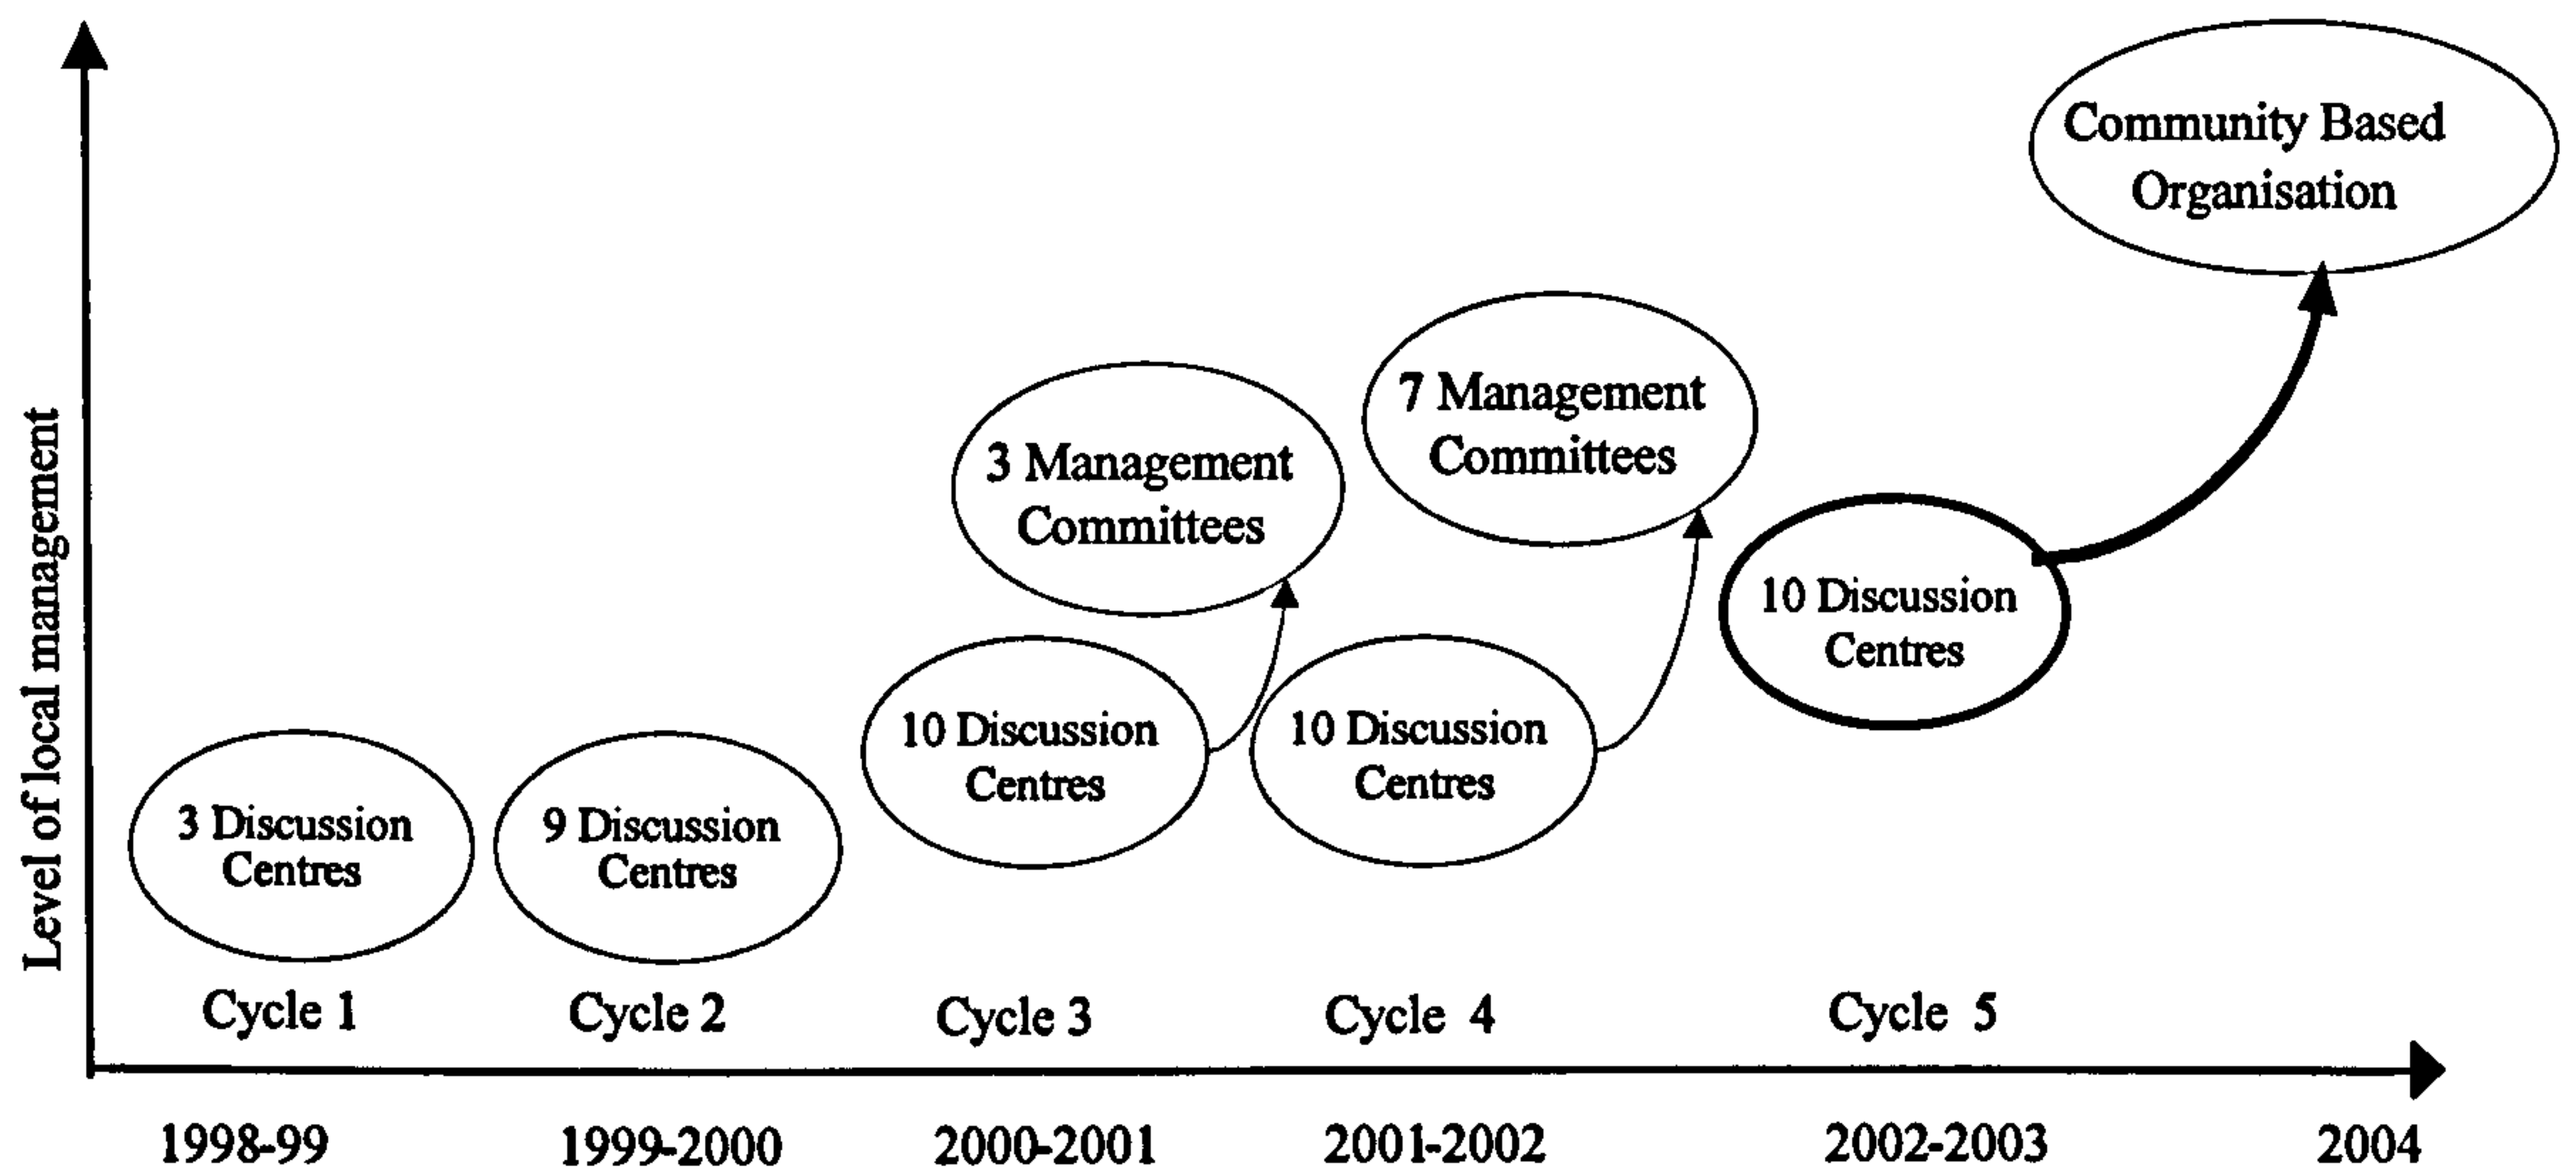 Level of local management
Community Based
Organisation
7 Management
Committees
3 Management
Committees
10 Discussion
Centres
10 Discussion
Centres
10 Discussion
Centres
3 Discussion
Centres
9 Discussion
Centres
Cycle 1
Cycle 2
Cycle 3
Cycle 4
Cycle 5
1998-99
1999-2000
2000-2001
2001-2002
2002-2003
2004